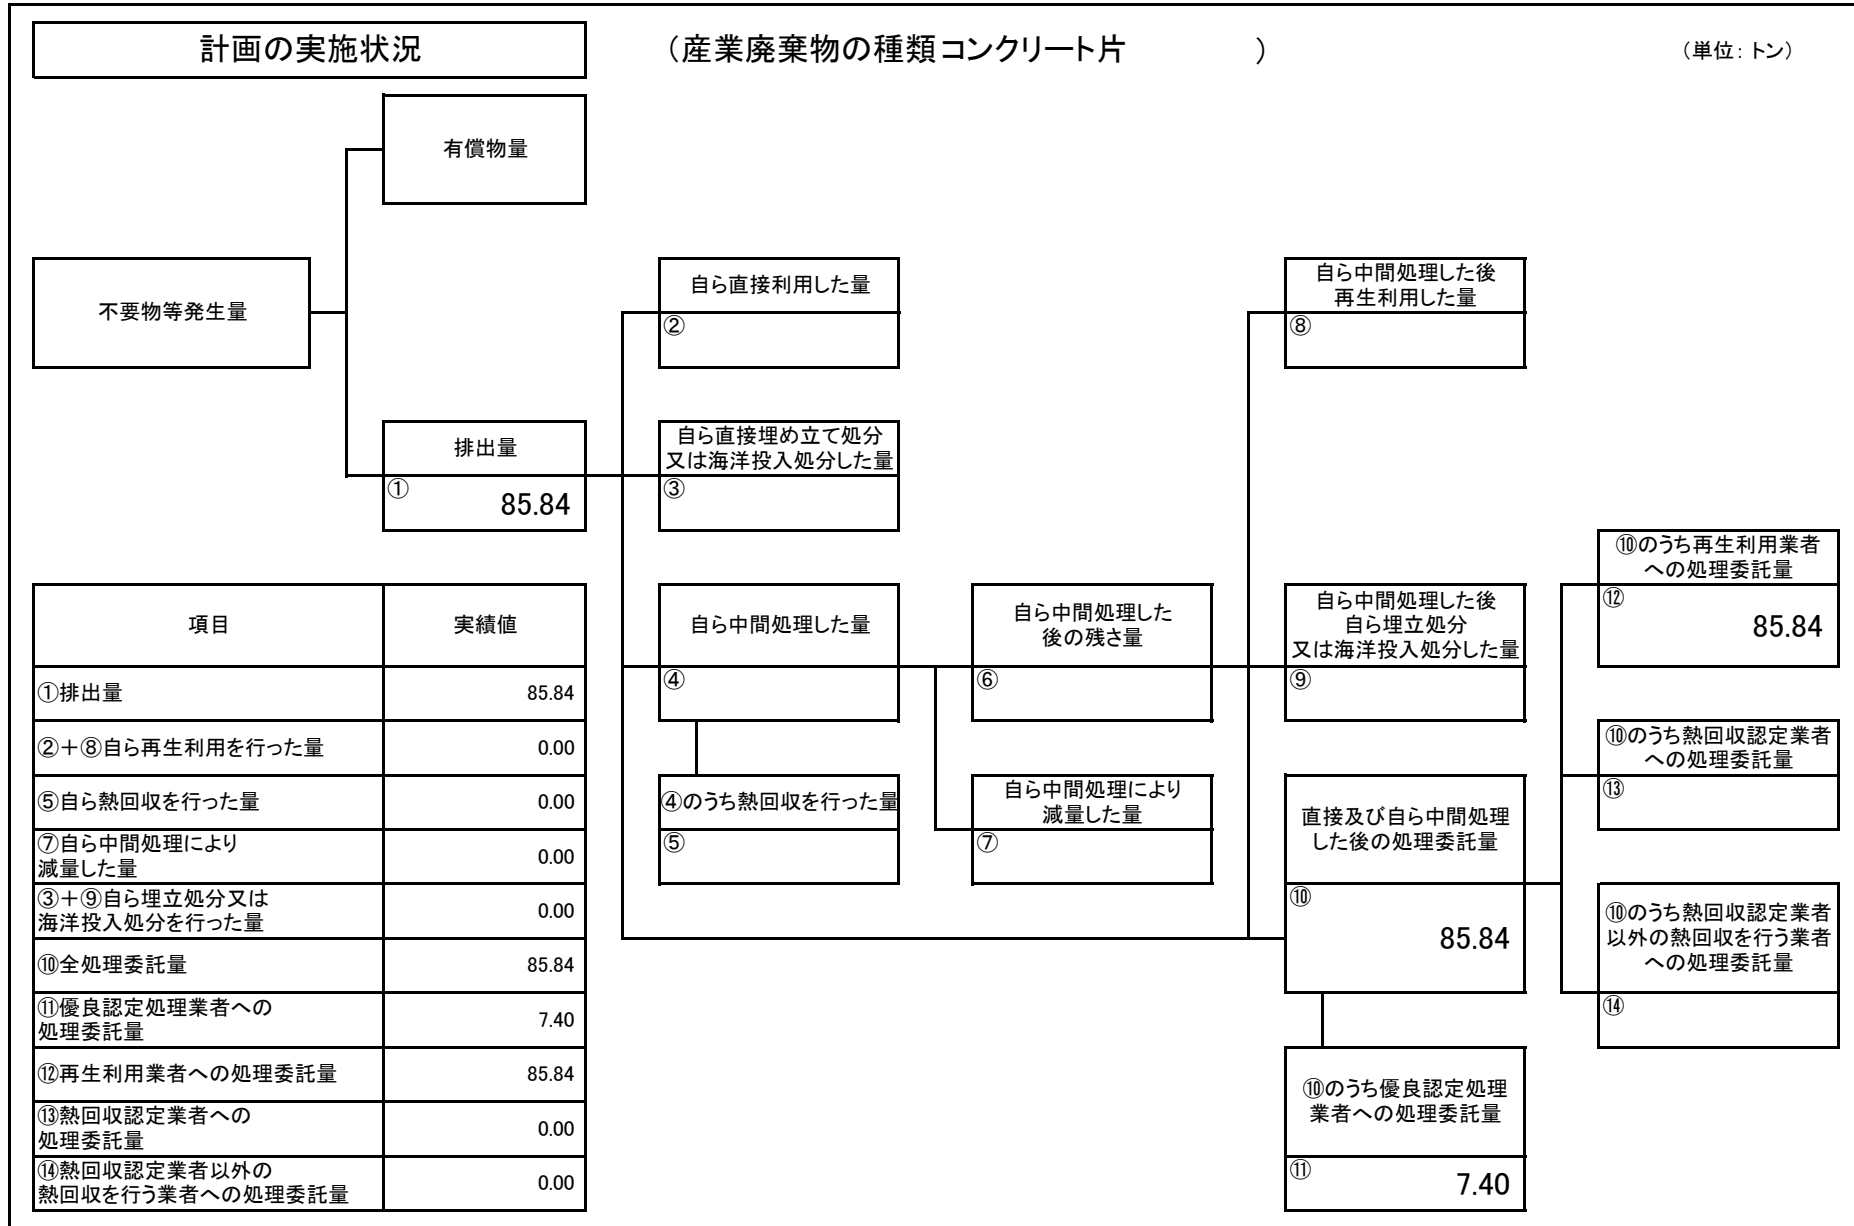 計画の実施状況
（産業廃棄物の種類コンクリート片　　　　　）
（単位：トン）
有償物量
不要物等発生量
自ら直接利用した量
②
自ら中間処理した後
再生利用した量
⑧
排出量
①
85.84
自ら直接埋め立て処分
又は海洋投入処分した量
③
⑩のうち再生利用業者
への処理委託量
⑫
85.84
自ら中間処理した量
④
自ら中間処理した
後の残さ量
⑥
自ら中間処理した後
自ら埋立処分
又は海洋投入処分した量
⑨
⑩のうち熱回収認定業者
への処理委託量
⑬
④のうち熱回収を行った量
⑤
自ら中間処理により
減量した量
⑦
直接及び自ら中間処理
した後の処理委託量
⑩
85.84
⑩のうち熱回収認定業者
以外の熱回収を行う業者
への処理委託量
⑭
⑩のうち優良認定処理
業者への処理委託量
⑪
7.40
項目 実績値
①排出量 85.84
②＋⑧自ら再生利用を行った量 0.00
⑤自ら熱回収を行った量 0.00
⑦自ら中間処理により
減量した量 0.00
③＋⑨自ら埋立処分又は
海洋投入処分を行った量 0.00
⑩全処理委託量 85.84
⑪優良認定処理業者への
処理委託量 7.40
⑫再生利用業者への処理委託量 85.84
⑬熱回収認定業者への
処理委託量 0.00
⑭熱回収認定業者以外の
熱回収を行う業者への処理委託量 0.00